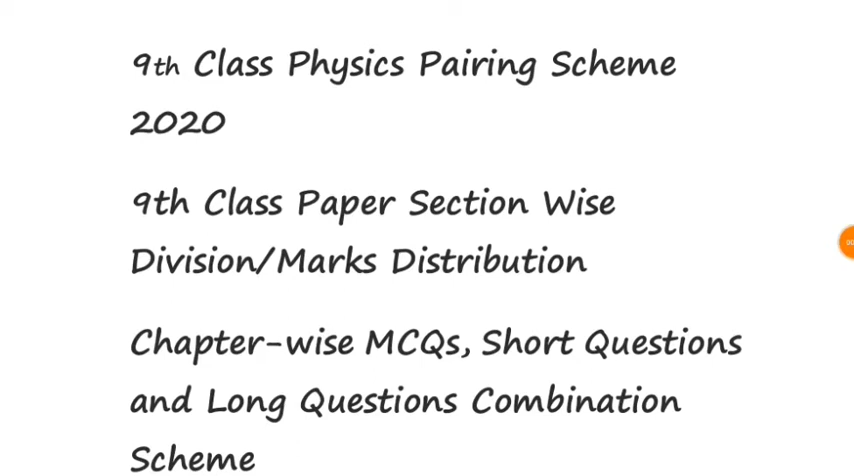 9th Class Physics Pairing Scheme
2020
9th Class Paper Section Wise
Division/Marks Distribution
Chapter-wise MCQs, Short Questions
and Long Questions Combination
Scheme